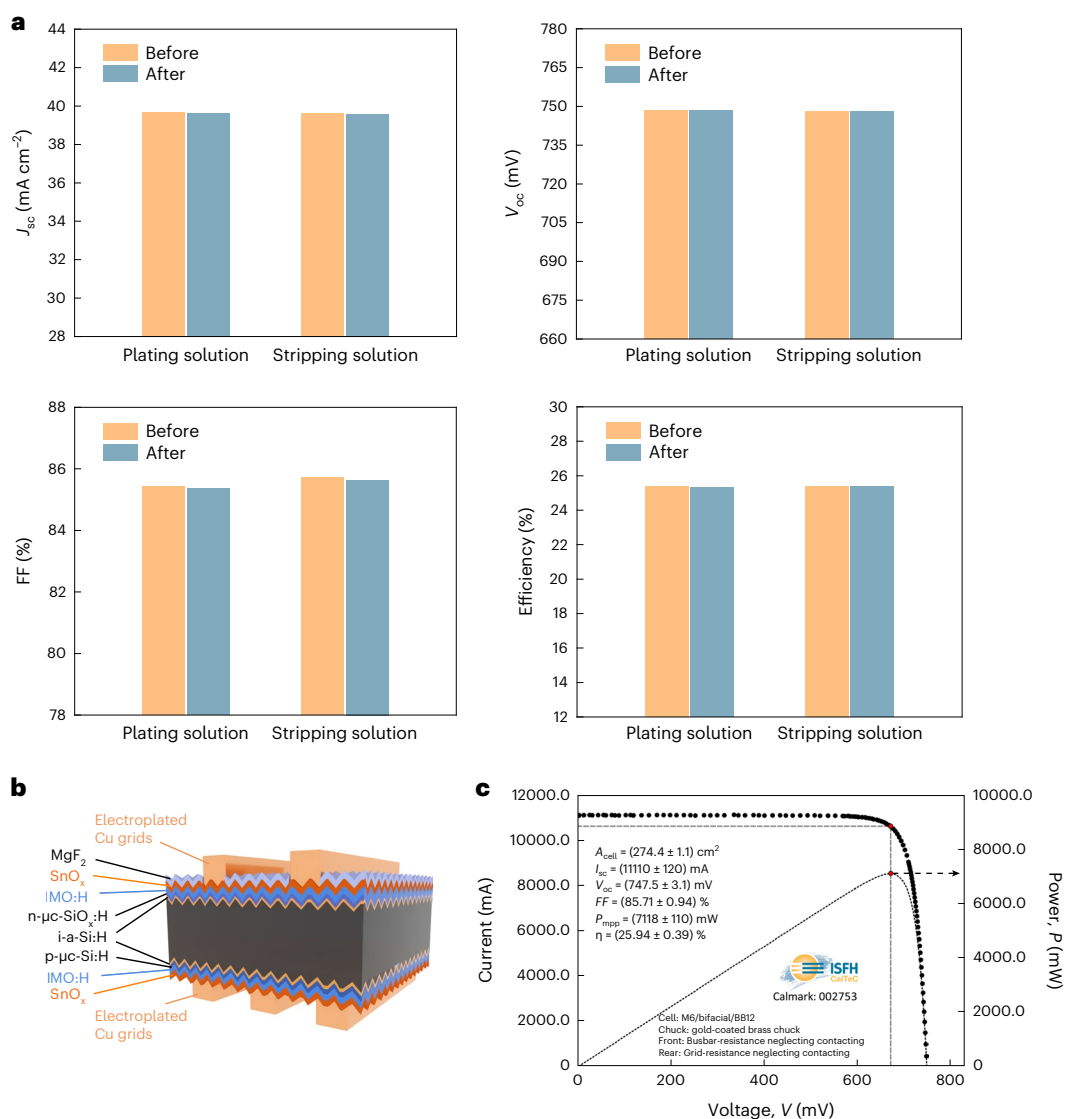 a
44
42
40
38
36
34
32
30
28
J_sc (mA cm⁻²)
Before
After
Plating solution
Stripping solution
780
765
750
735
720
705
690
675
660
V_oc (mV)
Before
After
Plating solution
Stripping solution
88
86
84
82
80
78
FF (%)
Before
After
Plating solution
Stripping solution
30
28
26
24
22
20
18
16
14
12
Efficiency (%)
Before
After
Plating solution
Stripping solution
b
Electroplated
Cu grids
MgF₂
SnOₓ
IMO:H
n-μc-SiOₓ:H
i-a-Si:H
p-μc-Si:H
IMO:H
SnOₓ
Electroplated
Cu grids
c
12000.0
10000.0
8000.0
6000.0
4000.0
2000.0
0
Current (mA)
10000.0
8000.0
6000.0
4000.0
2000.0
0
Power, P (mW)
A_cell = (274.4 ± 1.1) cm²
I_sc = (11110 ± 120) mA
V_oc = (747.5 ± 3.1) mV
FF = (85.71 ± 0.94) %
P_mpp = (7118 ± 110) mW
η = (25.94 ± 0.39) %
ISFH
CalTeC
Calmark: 002753
Cell: M6/bifacial/BB12
Chuck: gold-coated brass chuck
Front: Busbar-resistance neglecting contacting
Rear: Grid-resistance neglecting contacting
0
200
400
600
800
Voltage, V (mV)